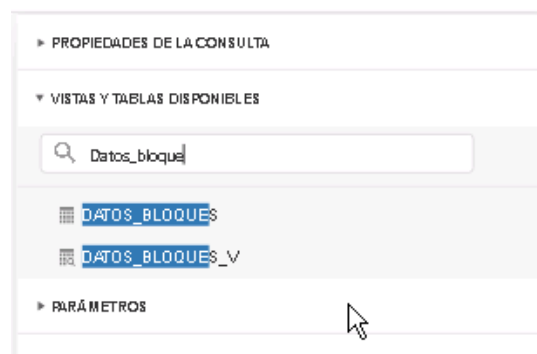 PROPIEDADES DE LA CONSULTA
VISTAS Y TABLAS DISPONIBLES
Datos_bloque
DATOS_BLOQUES
DATOS_BLOQUES_V
PARÁMETROS